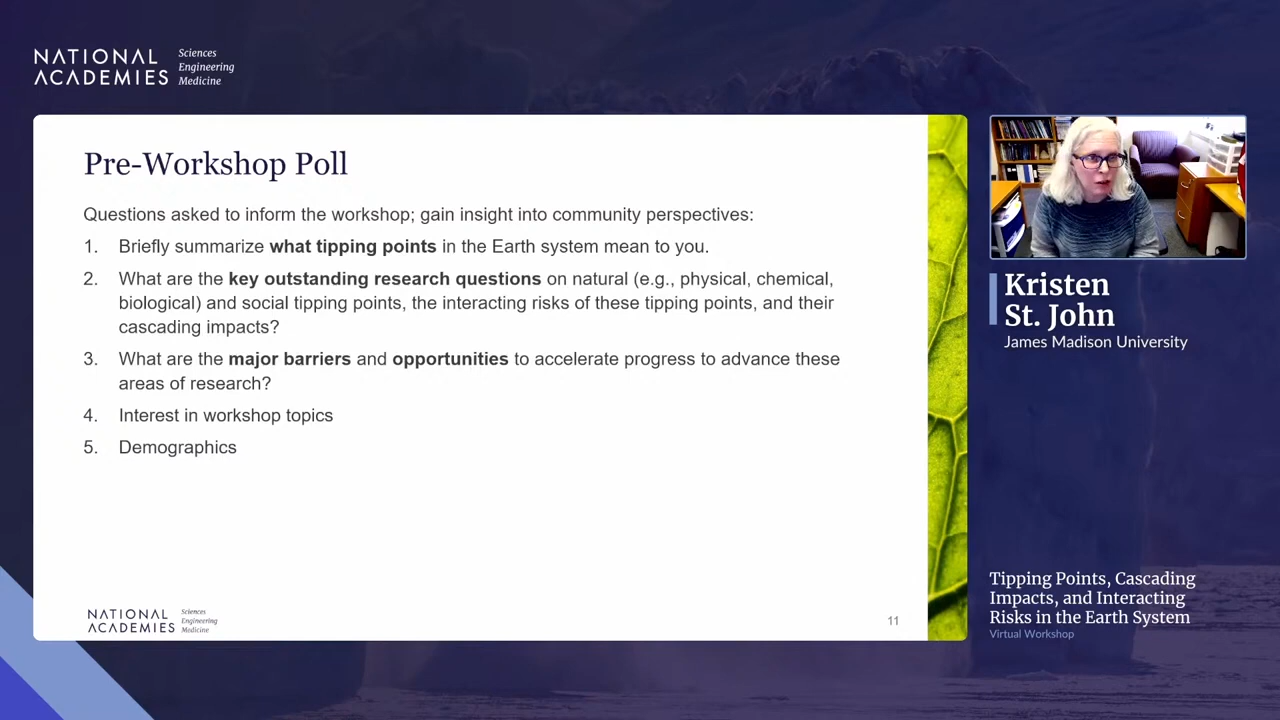 NATIONAL
ACADEMIES
Sciences
Engineering
Medicine
Pre-Workshop Poll
Questions asked to inform the workshop; gain insight into community perspectives:
1. Briefly summarize what tipping points in the Earth system mean to you.
2. What are the key outstanding research questions on natural (e.g., physical, chemical,
biological) and social tipping points, the interacting risks of these tipping points, and their
cascading impacts?
3. What are the major barriers and opportunities to accelerate progress to advance these
areas of research?
4. Interest in workshop topics
5. Demographics
NATIONAL
ACADEMIES
Sciences
Engineering
Medicine
11
Kristen
St. John
James Madison University
Tipping Points, Cascading
Impacts, and Interacting
Risks in the Earth System
Virtual Workshop